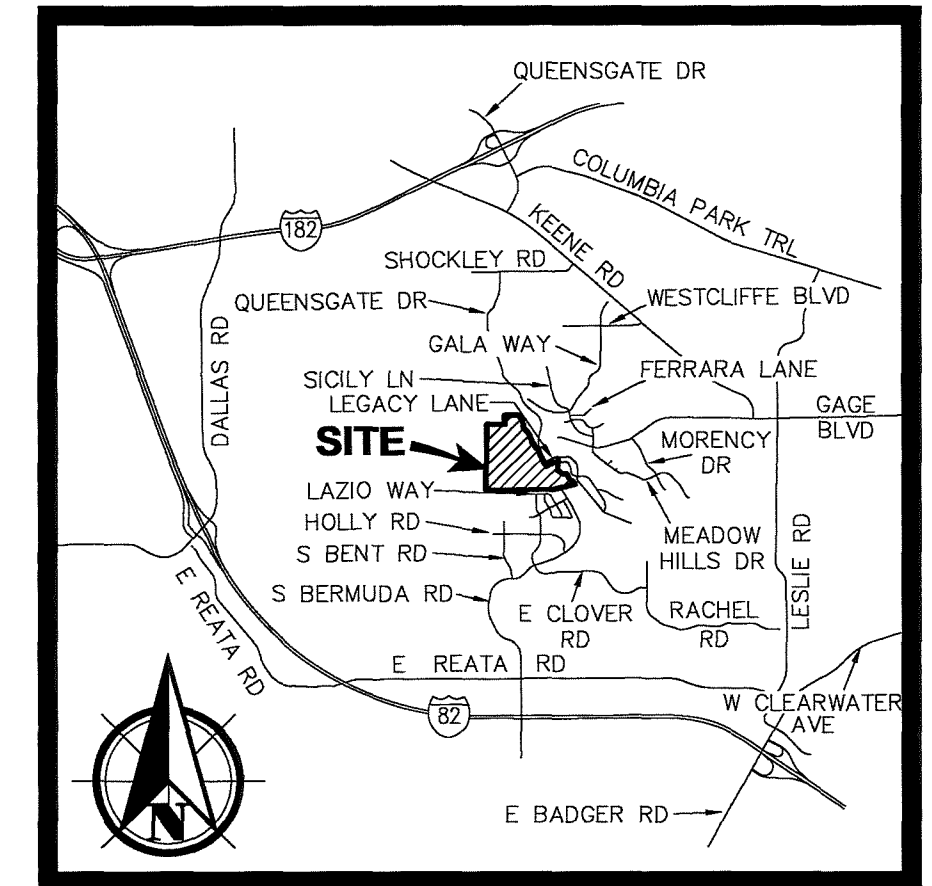 QUEENSGATE DR
COLUMBIA PARK TRL
182
KEENE RD
SHOCKLEY RD
QUEENSGATE DR
WESTCLIFFE BLVD
GALA WAY
DALLAS RD
SICILY LN
FERRARA LANE
LEGACY LANE
GAGE
BLVD
SITE
MORENCY
DR
LAZIO WAY
HOLLY RD
MEADOW
HILLS DR
S BENT RD
LESLIE RD
S BERMUDA RD
E CLOVER
RD
RACHEL
RD
E REATA RD
E REATA RD
W CLEARWATER
AVE
82
E BADGER RD
N